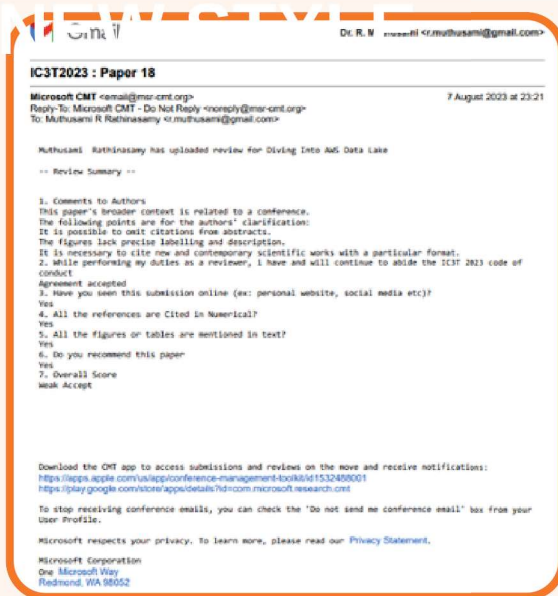 NEW STYLE
Gmail
Dr. R. Muthusami <r.muthusami@gmail.com>
IC3T2023 : Paper 18
Microsoft CMT <email@msr-cmt.org>
7 August 2023 at 23:21
Reply-To: Microsoft CMT - Do Not Reply <noreply@msr-cmt.org>
To: Muthusami R Rathinasamy <r.muthusami@gmail.com>
Muthusami Rathinasamy has uploaded review for Diving Into AWS Data Lake
-- Review Summary --
1. Comments to Authors
This paper's broader context is related to a conference.
The following points are for the authors' clarification:
It is possible to omit citations from abstracts.
The figures lack precise labelling and description.
It is necessary to cite new and contemporary scientific works with a particular format.
2. While performing my duties as a reviewer, i have and will continue to abide the IC3T 2023 code of
conduct
Agreement accepted
3. Have you seen this submission online (ex: personal website, social media etc)?
Yes
4. All the references are Cited in Numerical?
Yes
5. All the figures or tables are mentioned in text?
Yes
6. Do you recommend this paper
Yes
7. Overall Score
Weak Accept
Download the CMT app to access submissions and reviews on the move and receive notifications:
https://apps.apple.com/us/app/conference-management-toolkit/id1532488001
https://play.google.com/store/apps/details?id=com.microsoft.research.cmt
To stop receiving conference emails, you can check the 'Do not send me conference email' box from your
User Profile.
Microsoft respects your privacy. To learn more, please read our Privacy Statement.
Microsoft Corporation
One Microsoft Way
Redmond, WA 98052